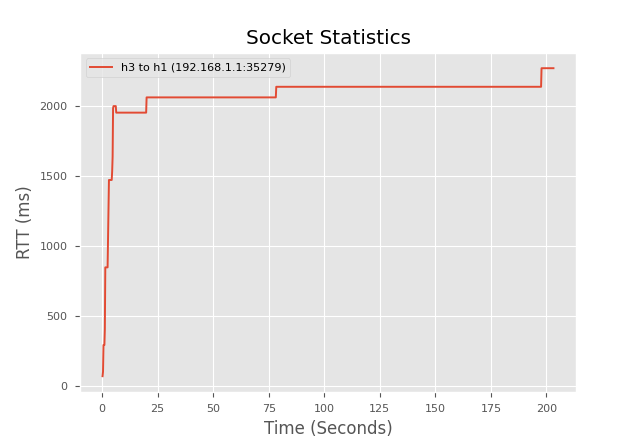 Socket Statistics
h3 to h1 (192.168.1.1:35279)
2000
1500
1000
500
0
RTT (ms)
0 25 50 75 100 125 150 175 200
Time (Seconds)